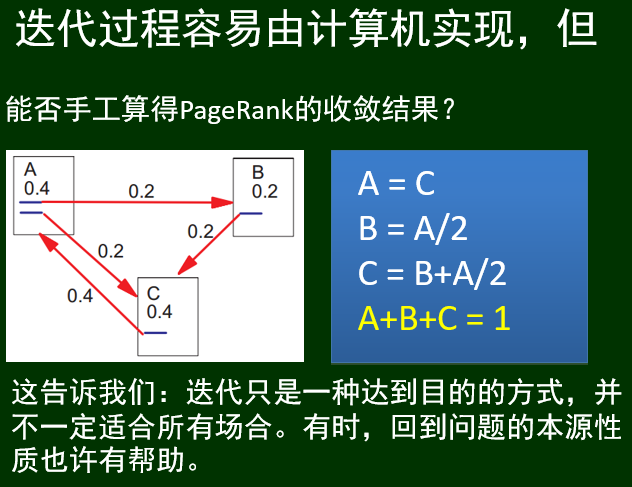 迭代过程容易由计算机实现，但
能否手工算得PageRank的收敛结果？
A
0.4
B
0.2
0.2
0.2
0.2
0.4
C
0.4
A = C
B = A/2
C = B+A/2
A+B+C = 1
这告诉我们：迭代只是一种达到目的的方式，并
不一定适合所有场合。有时，回到问题的本源性
质也许有帮助。